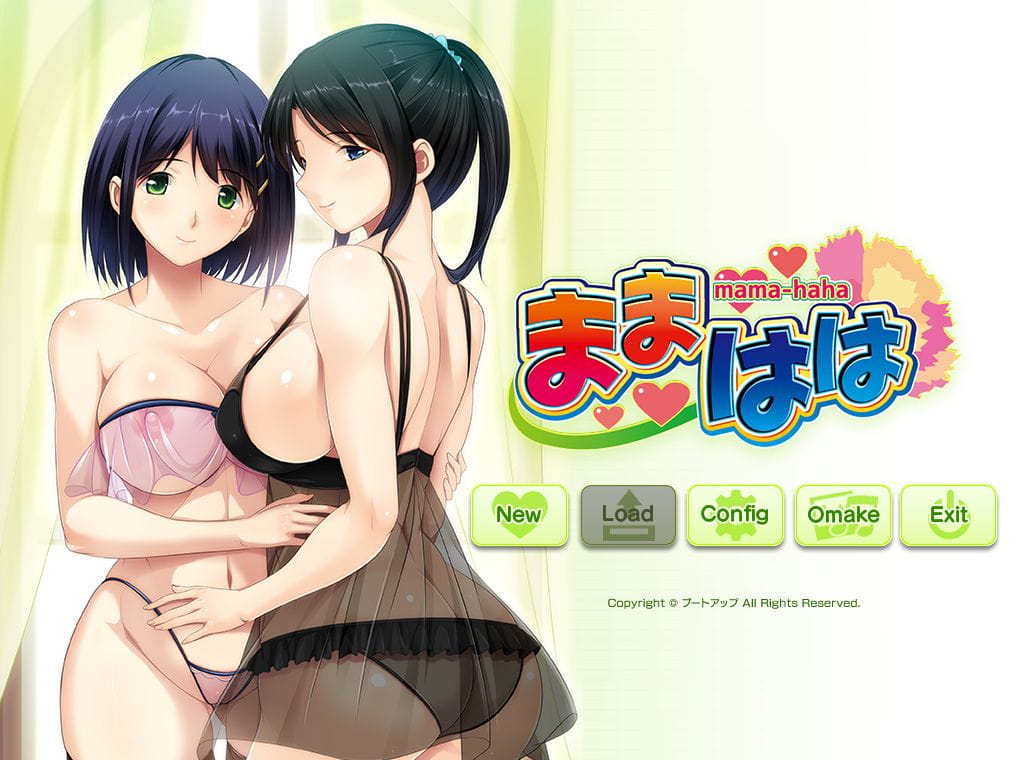 mama-haha
ままはは
New
Load
Config
Omake
Exit
Copyright © ブートアップ All Rights Reserved.